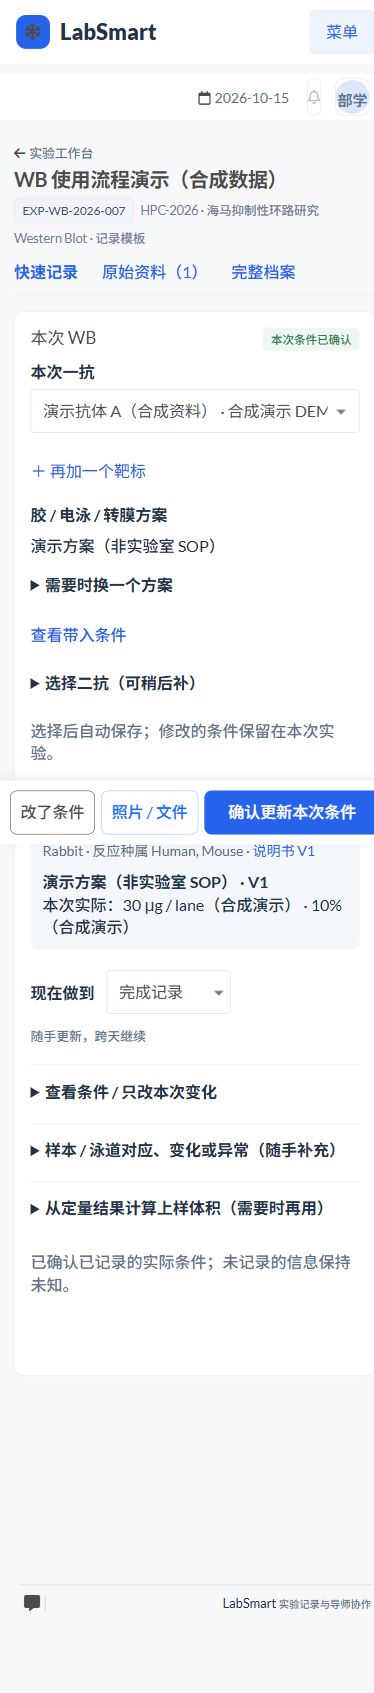 LabSmart
菜单
2026-10-15
部学
实验工作台
WB 使用流程演示（合成数据）
EXP-WB-2026-007 HPC-2026 · 海马抑制性环路研究
Western Blot · 记录模板
快速记录 原始资料（1） 完整档案
本次 WB 本次条件已确认
本次一抗
演示抗体 A（合成资料） · 合成演示 DEM
＋ 再加一个靶标
胶 / 电泳 / 转膜方案
演示方案（非实验室 SOP）
需要时换一个方案
查看带入条件
选择二抗（可稍后补）
选择后自动保存；修改的条件保留在本次实
验。
改了条件 照片 / 文件 确认更新本次条件
Rabbit · 反应种属 Human, Mouse · 说明书 V1
演示方案（非实验室 SOP） · V1
本次实际：30 μg / lane（合成演示） · 10%
（合成演示）
现在做到 完成记录
随手更新，跨天继续
查看条件 / 只改本次变化
样本 / 泳道对应、变化或异常（随手补充）
从定量结果计算上样体积（需要时再用）
已确认已记录的实际条件；未记录的信息保持
未知。
LabSmart 实验记录与导师协作